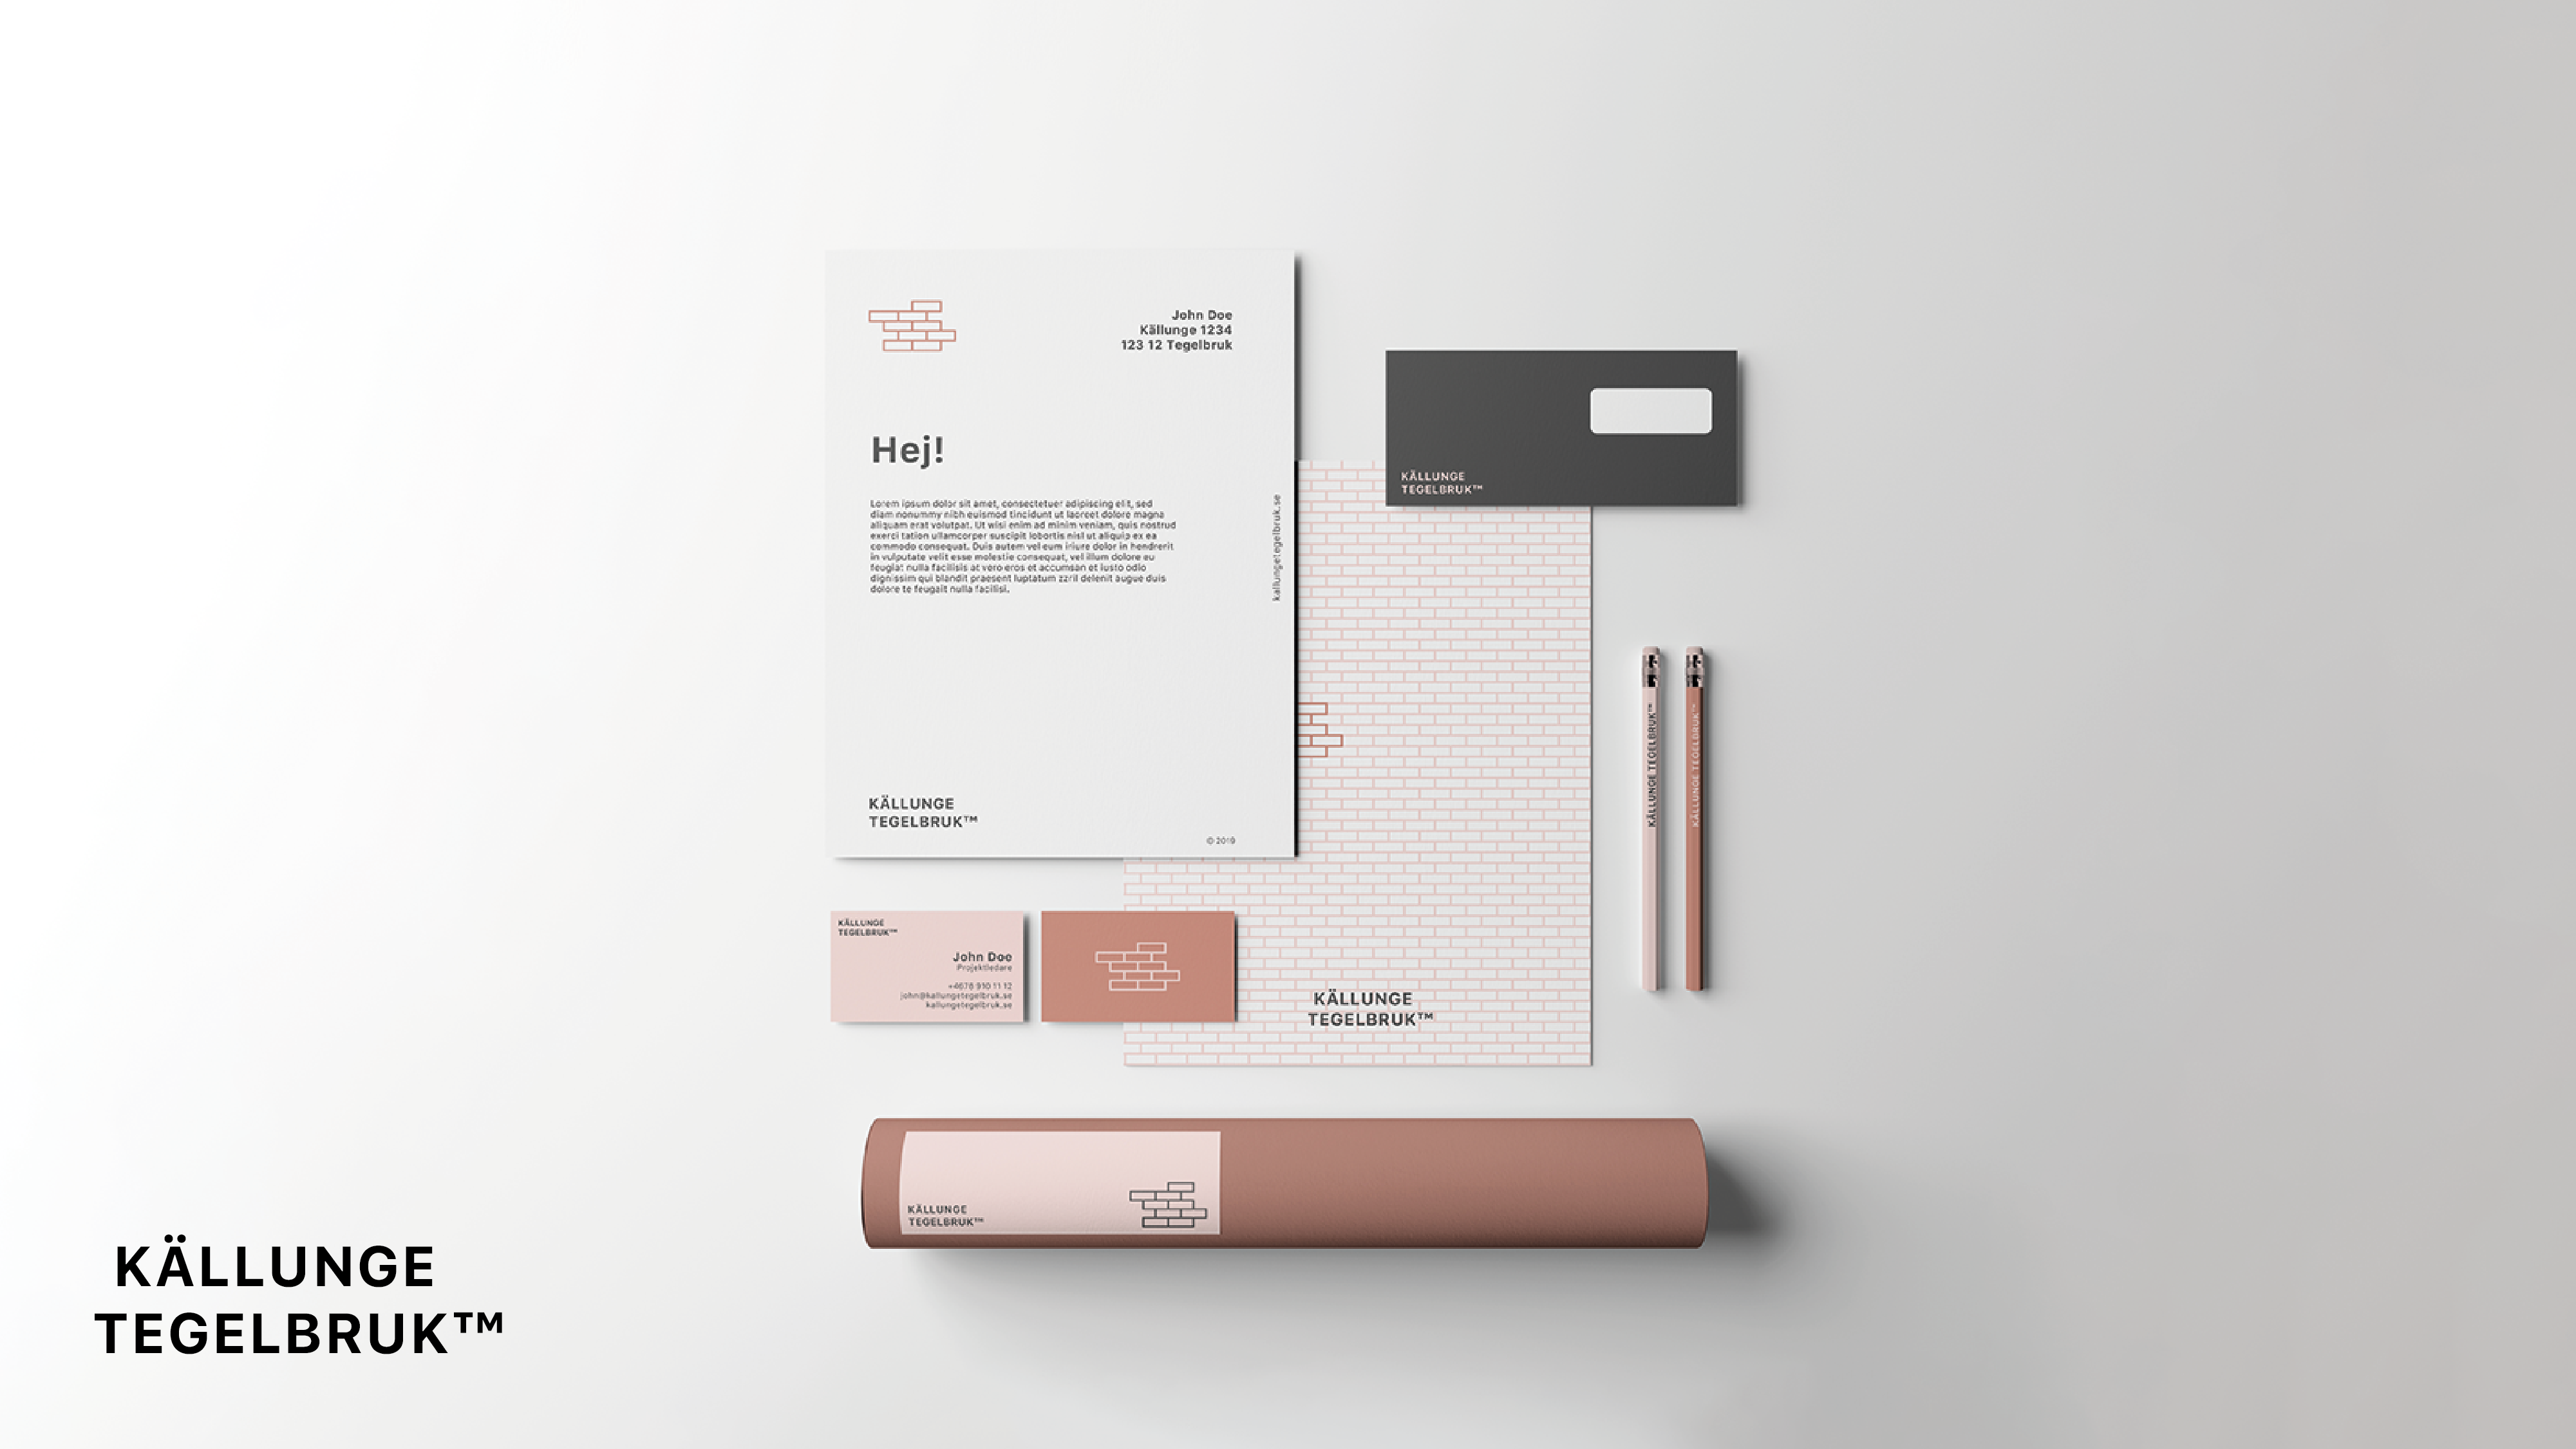 John Doe
Källunge 1234
123 12 Tegelbruk
Hej!
Lorem ipsum dolor sit amet, consectetuer adipiscing elit, sed
diam nonummy nibh euismod tincidunt ut laoreet dolore magna
aliquam erat volutpat. Ut wisi enim ad minim veniam, quis nostrud
exerci tation ullamcorper suscipit lobortis nisl ut aliquip ex ea
commodo consequat. Duis autem vel eum iriure dolor in hendrerit
in vulputate velit esse molestie consequat, vel illum dolore eu
feugiat nulla facilisis at vero eros et accumsan et iusto odio
dignissim qui blandit praesent luptatum zzril delenit augue duis
dolore te feugait nulla facilisi.
kallungetegelbruk.se
KÄLLUNGE
TEGELBRUK™
© 2019
KÄLLUNGE
TEGELBRUK™
KÄLLUNGE TEGELBRUK™
KÄLLUNGE TEGELBRUK™
KÄLLUNGE
TEGELBRUK™
John Doe
Projektledare
+4676 910 11 12
john@kallungetegelbruk.se
kallungetegelbruk.se
KÄLLUNGE
TEGELBRUK™
KÄLLUNGE
TEGELBRUK™
KÄLLUNGE
TEGELBRUK™